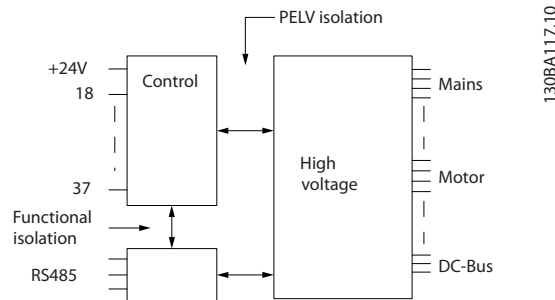 PELV isolation
130BA117.10
+24V
Control
Mains
18
High
voltage
37
Motor
Functional
isolation
RS485
DC-Bus